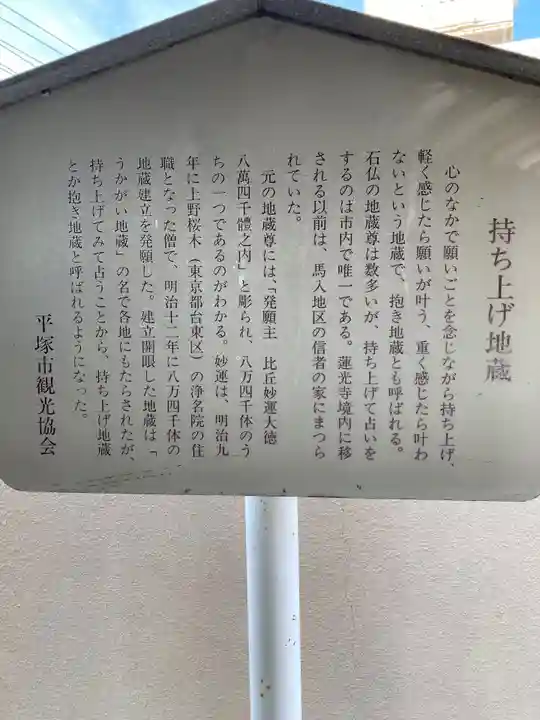 持ち上げ地蔵
心のなかで願いごとを念じながら持ち上げ、
軽く感じたら願いが叶う、重く感じたら叶わ
ないという地蔵で、抱き地蔵とも呼ばれる。
石仏の地蔵尊は数多いが、持ち上げて占いを
するのは市内で唯一である。蓮光寺境内に移
される以前は、馬入地区の信者の家にまつら
れていた。
元の地蔵尊には、「発願主　比丘妙運大徳
八萬四千體之内」と彫られ、八万四千体のう
ちの一つであるのがわかる。妙運は、明治九
年に上野桜木（東京都台東区）の浄名院の住
職となった僧で、明治十二年に八万四千体の
地蔵建立を発願した。建立開眼した地蔵は「
うかがい地蔵」の名で各地にもたらされたが、
持ち上げてみて占うことから、持ち上げ地蔵
とか抱き地蔵と呼ばれるようになった。
平塚市観光協会